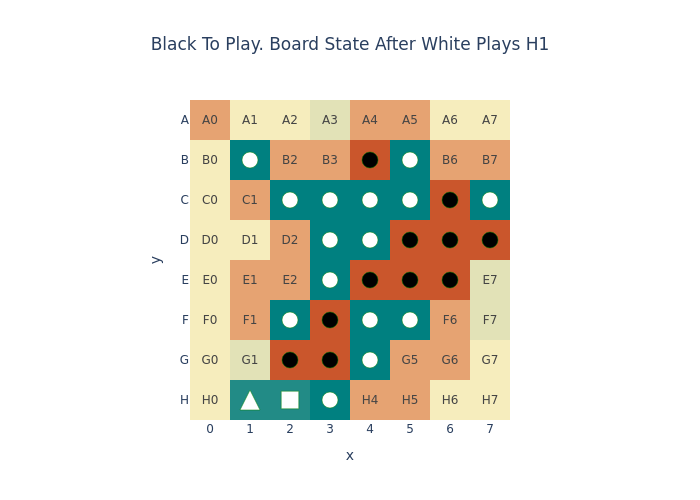 Black To Play. Board State After White Plays H1
A A0 A1 A2 A3 A4 A5 A6 A7
B B0 B2 B3 B6 B7
C C0 C1
D D0 D1 D2
y
E E0 E1 E2 E7
F F0 F1 F6 F7
G G0 G1 G5 G6 G7
H H0 H4 H5 H6 H7
0 1 2 3 4 5 6 7
x